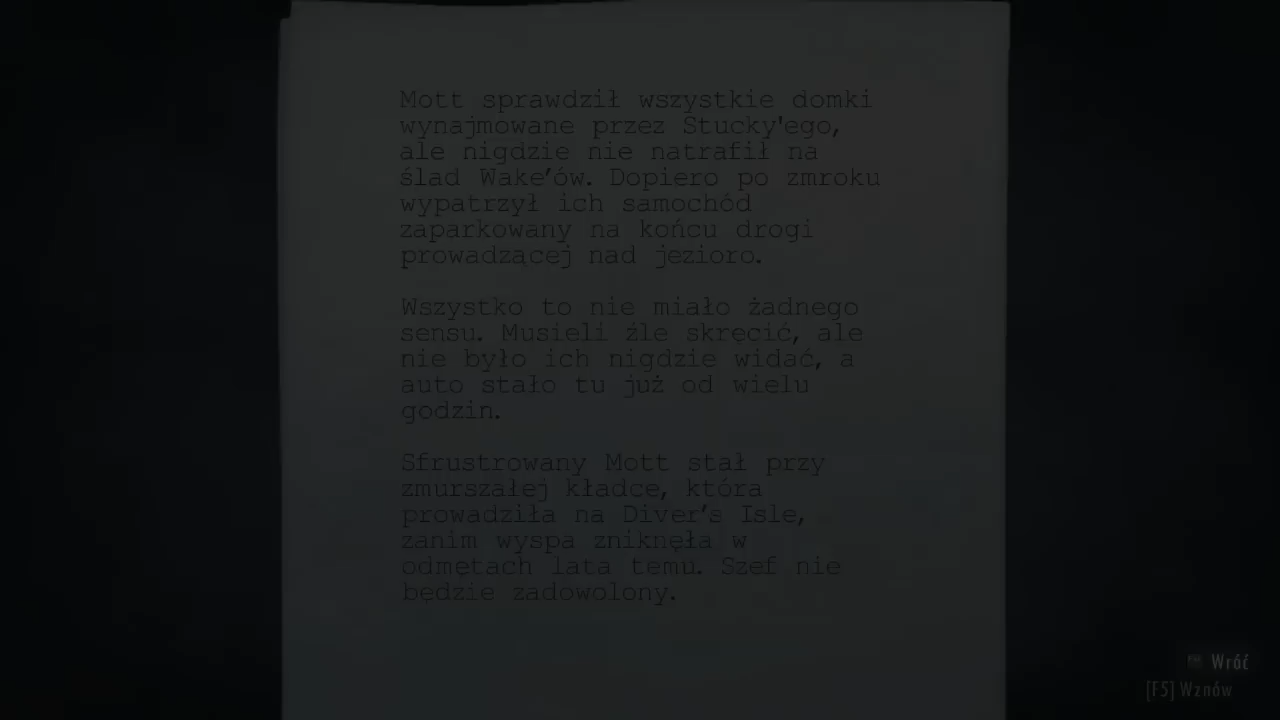 Mott sprawdził wszystkie domki
wynajmowane przez Stucky'ego,
ale nigdzie nie natrafił na
ślad Wake’ów. Dopiero po zmroku
wypatrzył ich samochód
zaparkowany na końcu drogi
prowadzącej nad jezioro.
Wszystko to nie miało żadnego
sensu. Musieli źle skręcić, ale
nie było ich nigdzie widać, a
auto stało tu już od wielu
godzin.
Sfrustrowany Mott stał przy
zmurszałej kładce, która
prowadziła na Diver’s Isle,
zanim wyspa zniknęła w
odmętach lata temu. Szef nie
będzie zadowolony.
Wróć
[F5] Wznów